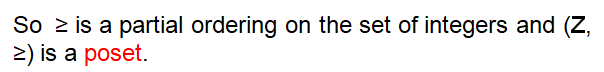 So ≥ is a partial ordering on the set of integers and (Z,
≥) is a poset.